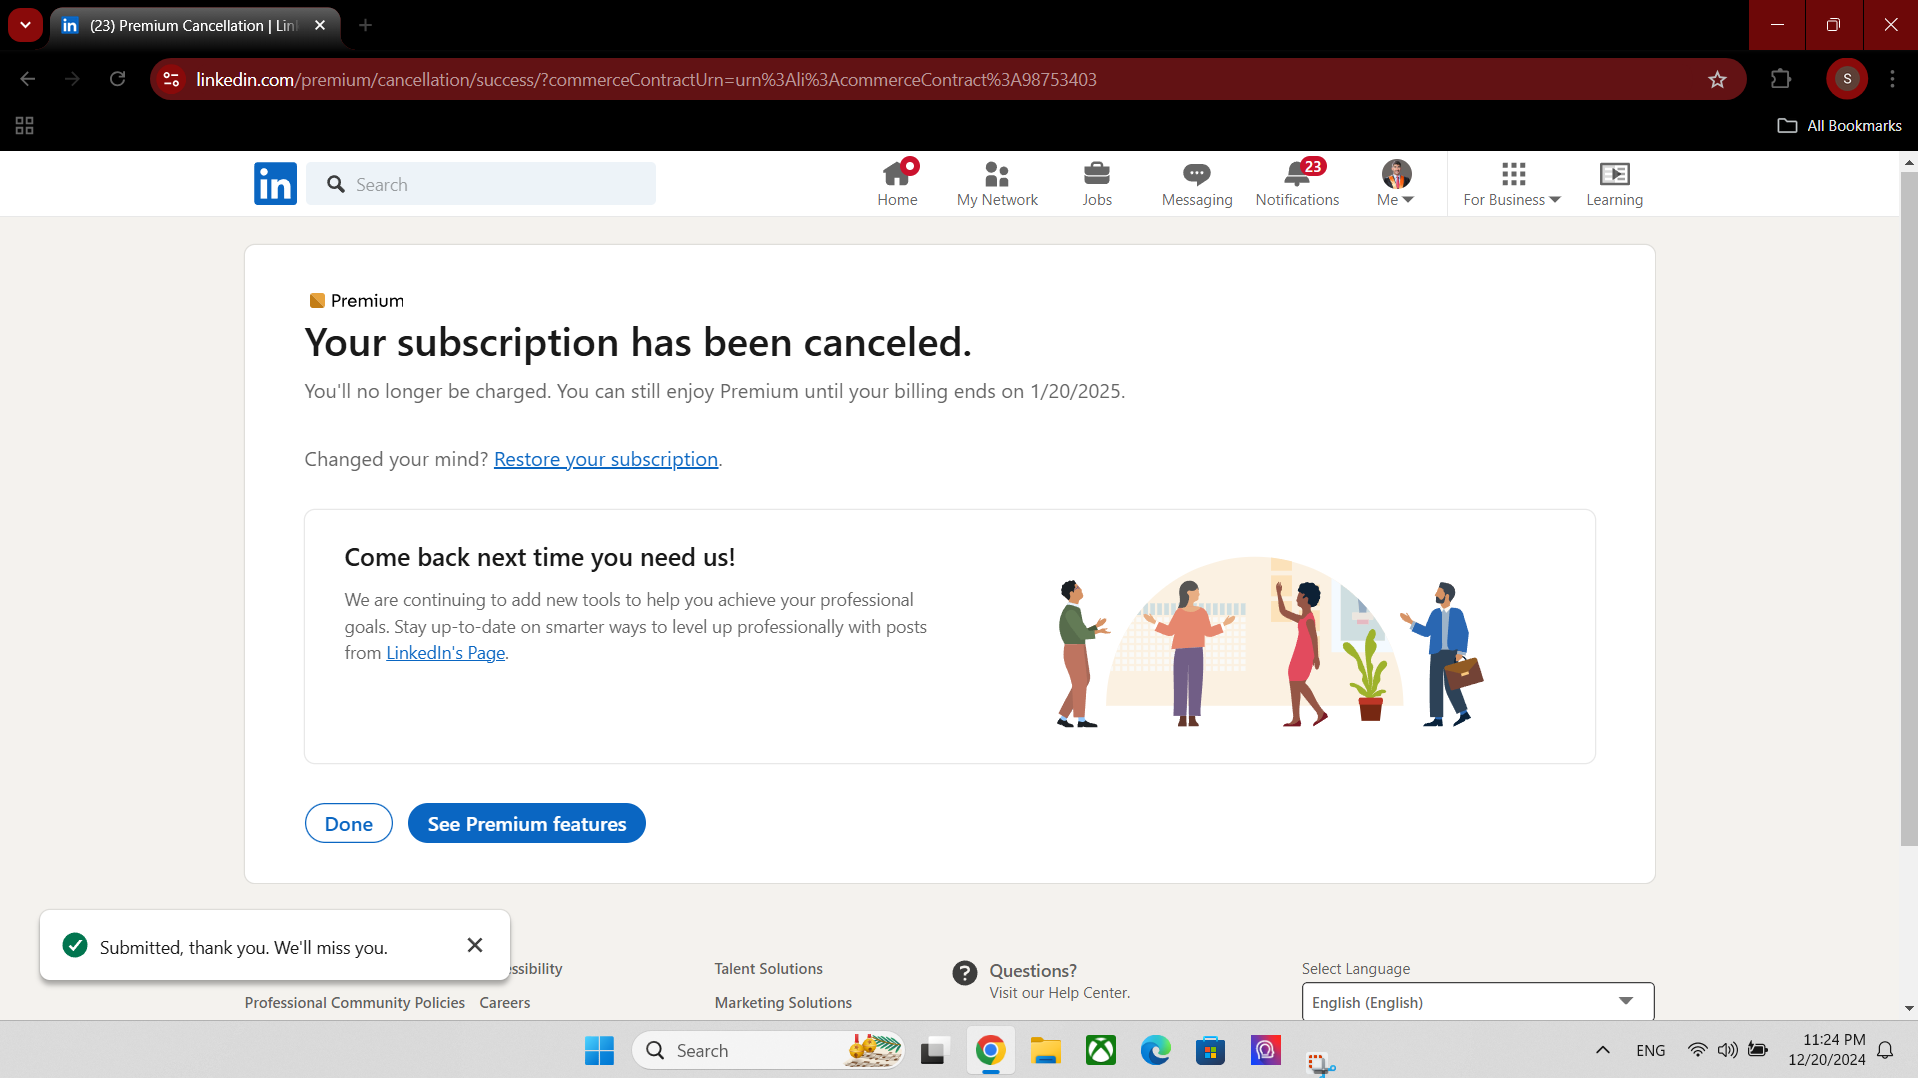 (23) Premium Cancellation | Lin
linkedin.com/premium/cancellation/success/?commerceContractUrn=urn%3Ali%3AcommerceContract%3A98753403
S
All Bookmarks
in
Search
Home
My Network
Jobs
Messaging
23
Notifications
Me
For Business
Learning
Premium
Your subscription has been canceled.
You'll no longer be charged. You can still enjoy Premium until your billing ends on 1/20/2025.
Changed your mind? Restore your subscription.
Come back next time you need us!
We are continuing to add new tools to help you achieve your professional
goals. Stay up-to-date on smarter ways to level up professionally with posts
from LinkedIn's Page.
Done
See Premium features
Submitted, thank you. We'll miss you.
ssibility
Talent Solutions
Questions?
Visit our Help Center.
Select Language
Professional Community Policies
Careers
Marketing Solutions
English (English)
Search
ENG
11:24 PM
12/20/2024